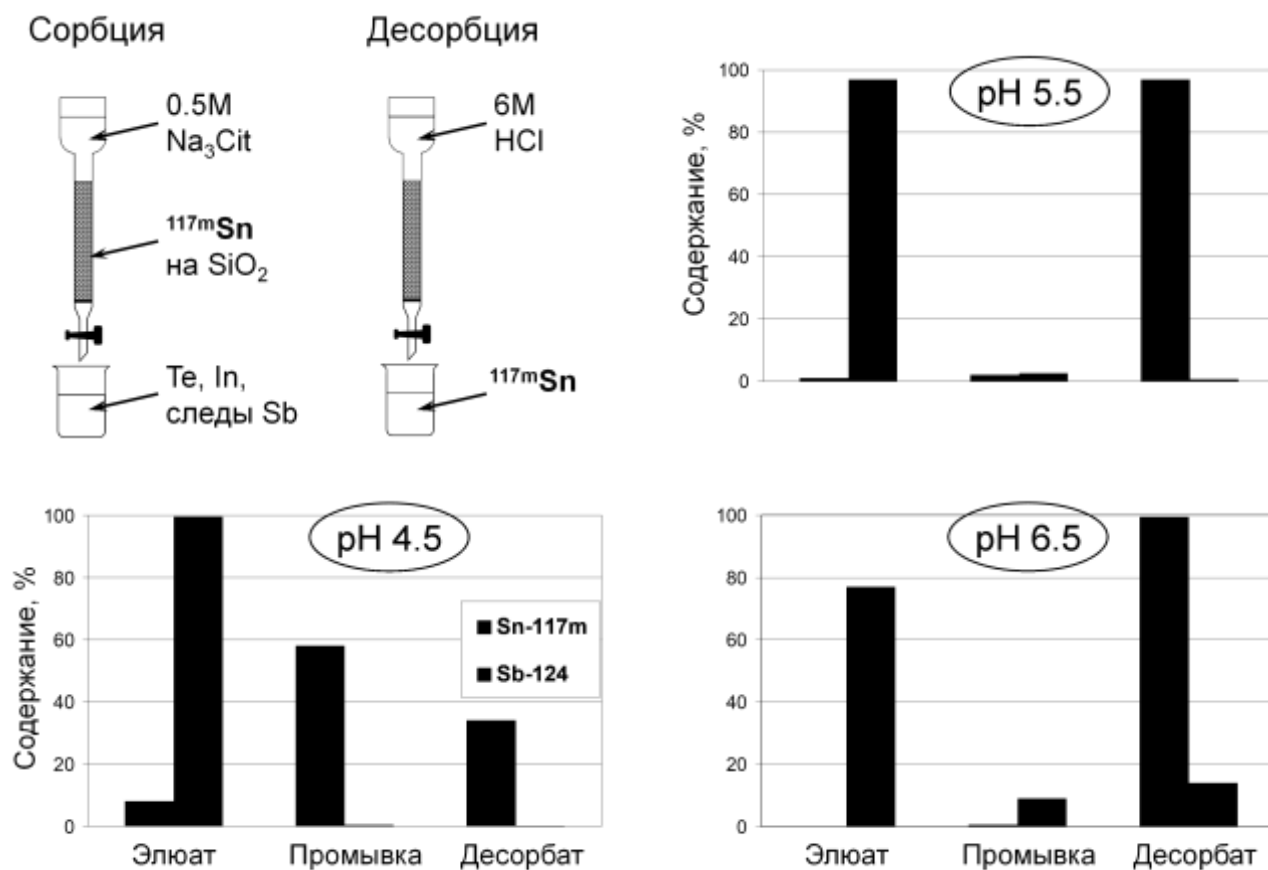 Сорбция
Десорбция
0.5М
Na₃Cit
6М
HCl
¹¹⁷ᵐSn
на SiO₂
Te, In,
следы Sb
¹¹⁷ᵐSn
Содержание, %
100
80
60
40
20
0
pH 5.5
Содержание, %
100
80
60
40
20
0
pH 4.5
Sn-117m
Sb-124
Элюат
Промывка
Десорбат
100
80
60
40
20
0
pH 6.5
Элюат
Промывка
Десорбат